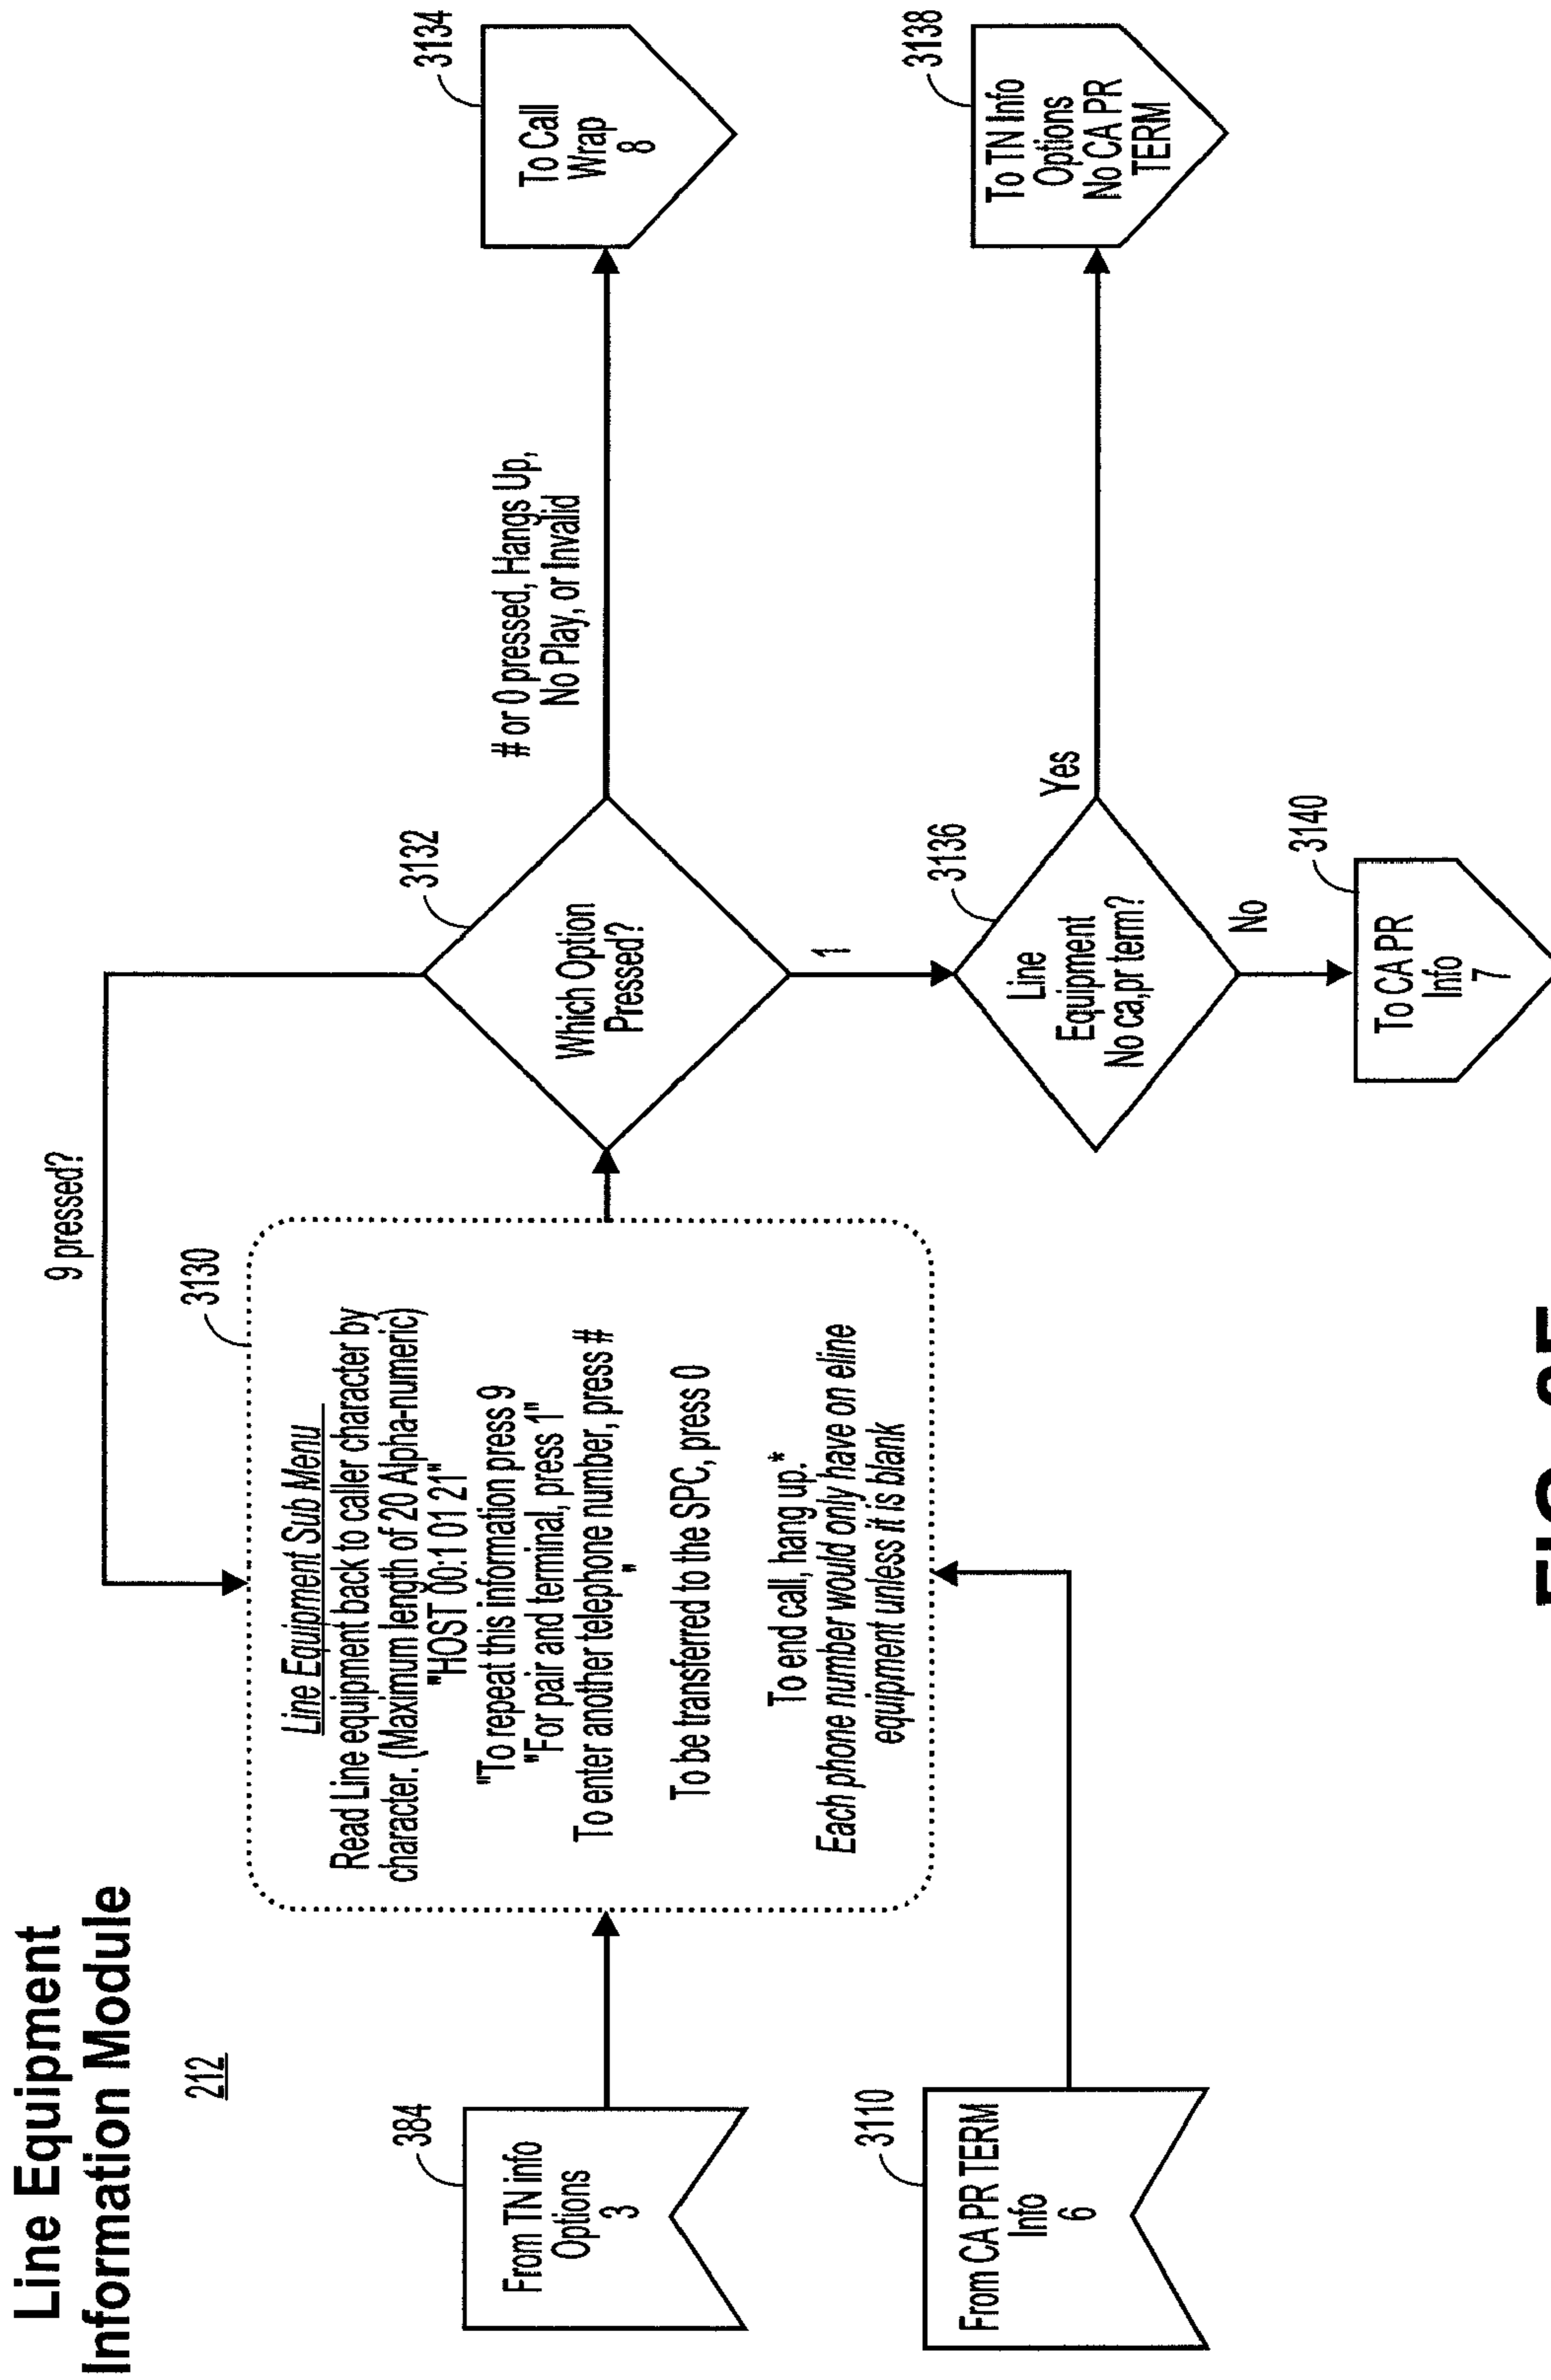 Line Equipment
Information Module
212
384
From TN info
Options
3
3110
From CA PR TERM
Info
6
9 pressed?
3130
Line Equipment Sub Menu
Read Line equipment back to caller character by
character. (Maximum length of 20 Alpha-numeric)
"HOST 00:1 01 21"
"To repeat this information press 9
"For pair and terminal, press 1"
To enter another telephone number, press #
"
To be transferred to the SPC, press 0
To end call, hang up.*
Each phone number would only have on eline
equipment unless it is blank
3132
Which Option
Pressed?
# or 0 pressed, Hangs Up,
No Play, or Invalid
3134
To Call
Wrap
8
1
3136
Line
Equipment
No ca,pr term?
Yes
3138
To TN Info
Options
No CA PR
TERM
No
3140
To CA PR
Info
7